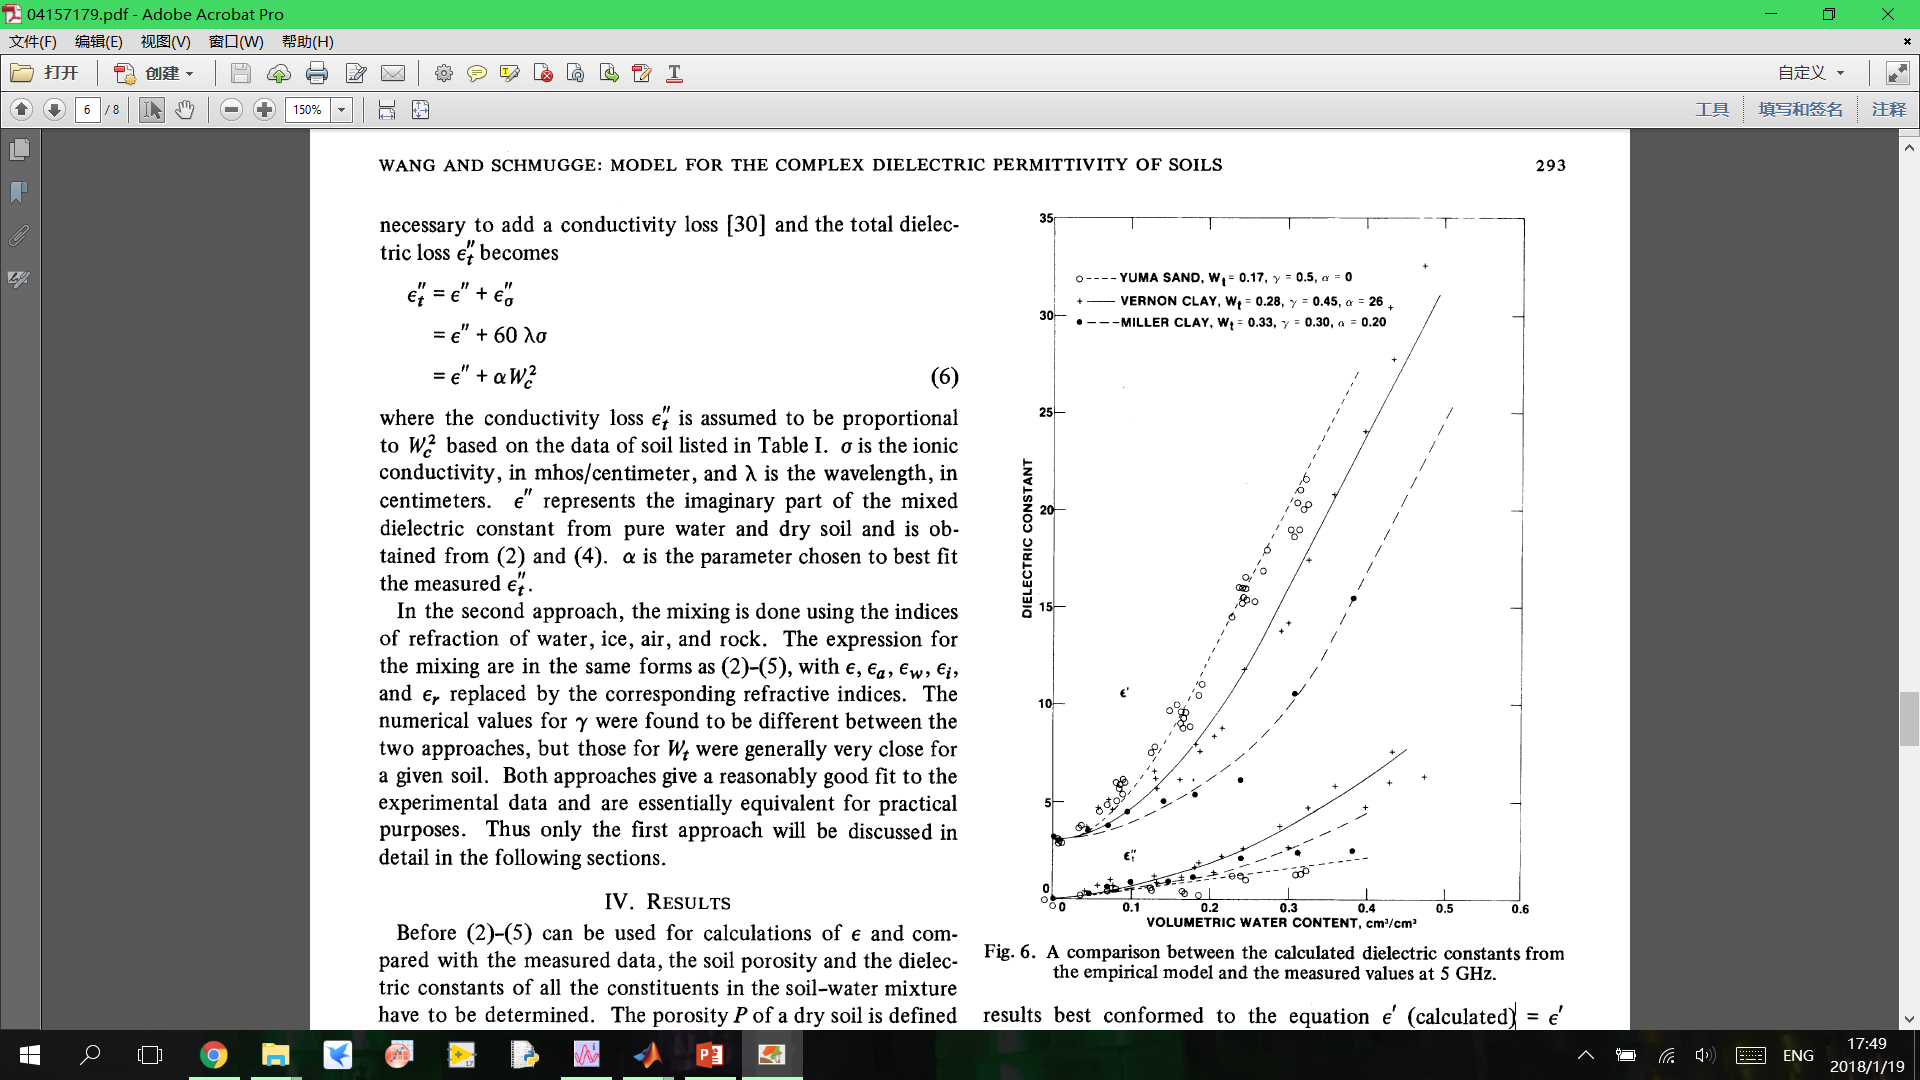 04157179.pdf - Adobe Acrobat Pro
文件(F) 编辑(E) 视图(V) 窗口(W) 帮助(H)
打开 创建 自定义
6 / 8 150% 工具 填写和签名 注释
WANG AND SCHMUGGE: MODEL FOR THE COMPLEX DIELECTRIC PERMITTIVITY OF SOILS 293
necessary to add a conductivity loss [30] and the total dielec-
tric loss ϵ″ₜ becomes
ϵ″ₜ = ϵ″ + ϵ″σ
= ϵ″ + 60 λσ
= ϵ″ + αW_c² (6)
where the conductivity loss ϵ″ₜ is assumed to be proportional
to W_c² based on the data of soil listed in Table I. σ is the ionic
conductivity, in mhos/centimeter, and λ is the wavelength, in
centimeters. ϵ″ represents the imaginary part of the mixed
dielectric constant from pure water and dry soil and is ob-
tained from (2) and (4). α is the parameter chosen to best fit
the measured ϵ″ₜ.
In the second approach, the mixing is done using the indices
of refraction of water, ice, air, and rock. The expression for
the mixing are in the same forms as (2)–(5), with ϵ, ϵₐ, ϵ_w, ϵᵢ,
and ϵᵣ replaced by the corresponding refractive indices. The
numerical values for γ were found to be different between the
two approaches, but those for Wₜ were generally very close for
a given soil. Both approaches give a reasonably good fit to the
experimental data and are essentially equivalent for practical
purposes. Thus only the first approach will be discussed in
detail in the following sections.
IV. RESULTS
Before (2)–(5) can be used for calculations of ϵ and com-
pared with the measured data, the soil porosity and the dielec-
tric constants of all the constituents in the soil–water mixture
have to be determined. The porosity P of a dry soil is defined
35
30
25
20
15
10
5
0
DIELECTRIC CONSTANT
YUMA SAND, Wₜ = 0.17, γ = 0.5, α = 0
VERNON CLAY, Wₜ = 0.28, γ = 0.45, α = 26
MILLER CLAY, Wₜ = 0.33, γ = 0.30, α = 0.20
ϵ′
ϵ″ₜ
0 0.1 0.2 0.3 0.4 0.5 0.6
VOLUMETRIC WATER CONTENT, cm³/cm³
Fig. 6. A comparison between the calculated dielectric constants from
the empirical model and the measured values at 5 GHz.
results best conformed to the equation ϵ′ (calculated) = ϵ′
ENG
17:49
2018/1/19